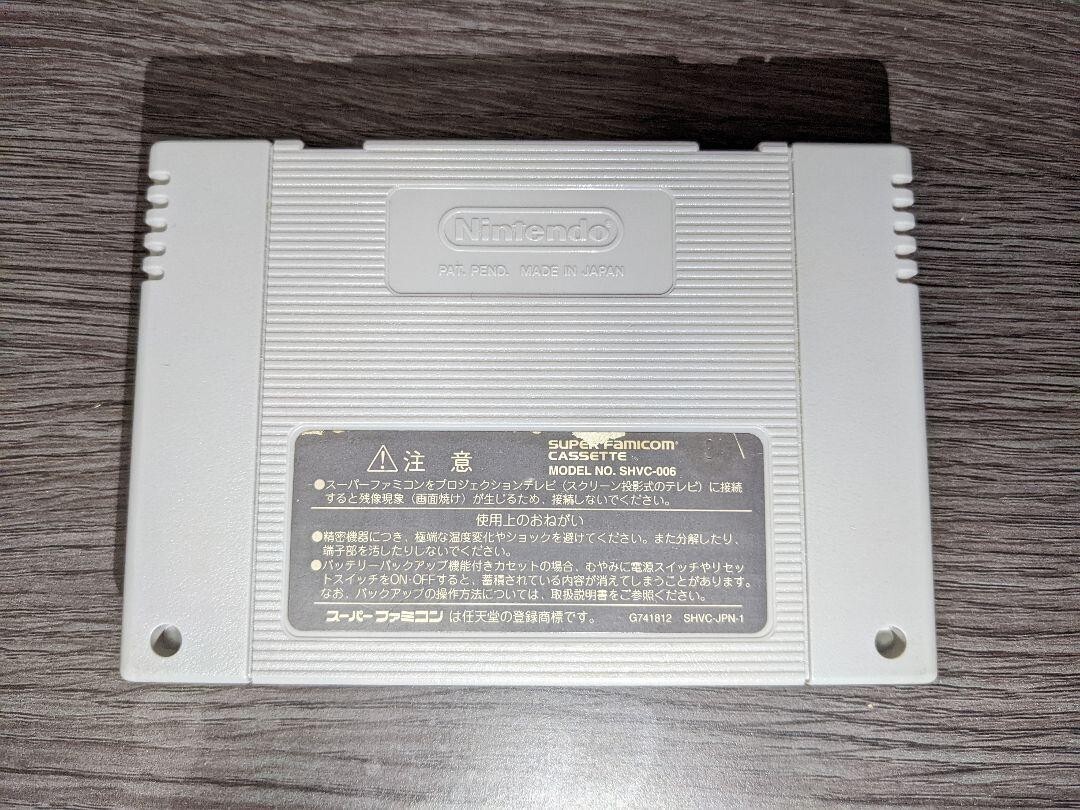 Nintendo®
PAT. PEND. MADE IN JAPAN
SUPER FAMICOM®
CASSETTE
⚠注意
MODEL NO. SHVC-006
●スーパーファミコンをプロジェクションテレビ（スクリーン投影式のテレビ）に接続
すると残像現象（画面焼け）が生じるため、接続しないでください。
使用上のおねがい
●精密機器につき、極端な温度変化やショックを避けてください。また分解したり、
端子部を汚したりしないでください。
●バッテリーバックアップ機能付きカセットの場合、むやみに電源スイッチやリセッ
トスイッチをON・OFFすると、蓄積されている内容が消えてしまうことがあります。
なお、バックアップの操作方法については、取扱説明書をご参照ください。
スーパーファミコンは任天堂の登録商標です。 G741812 SHVC-JPN-1